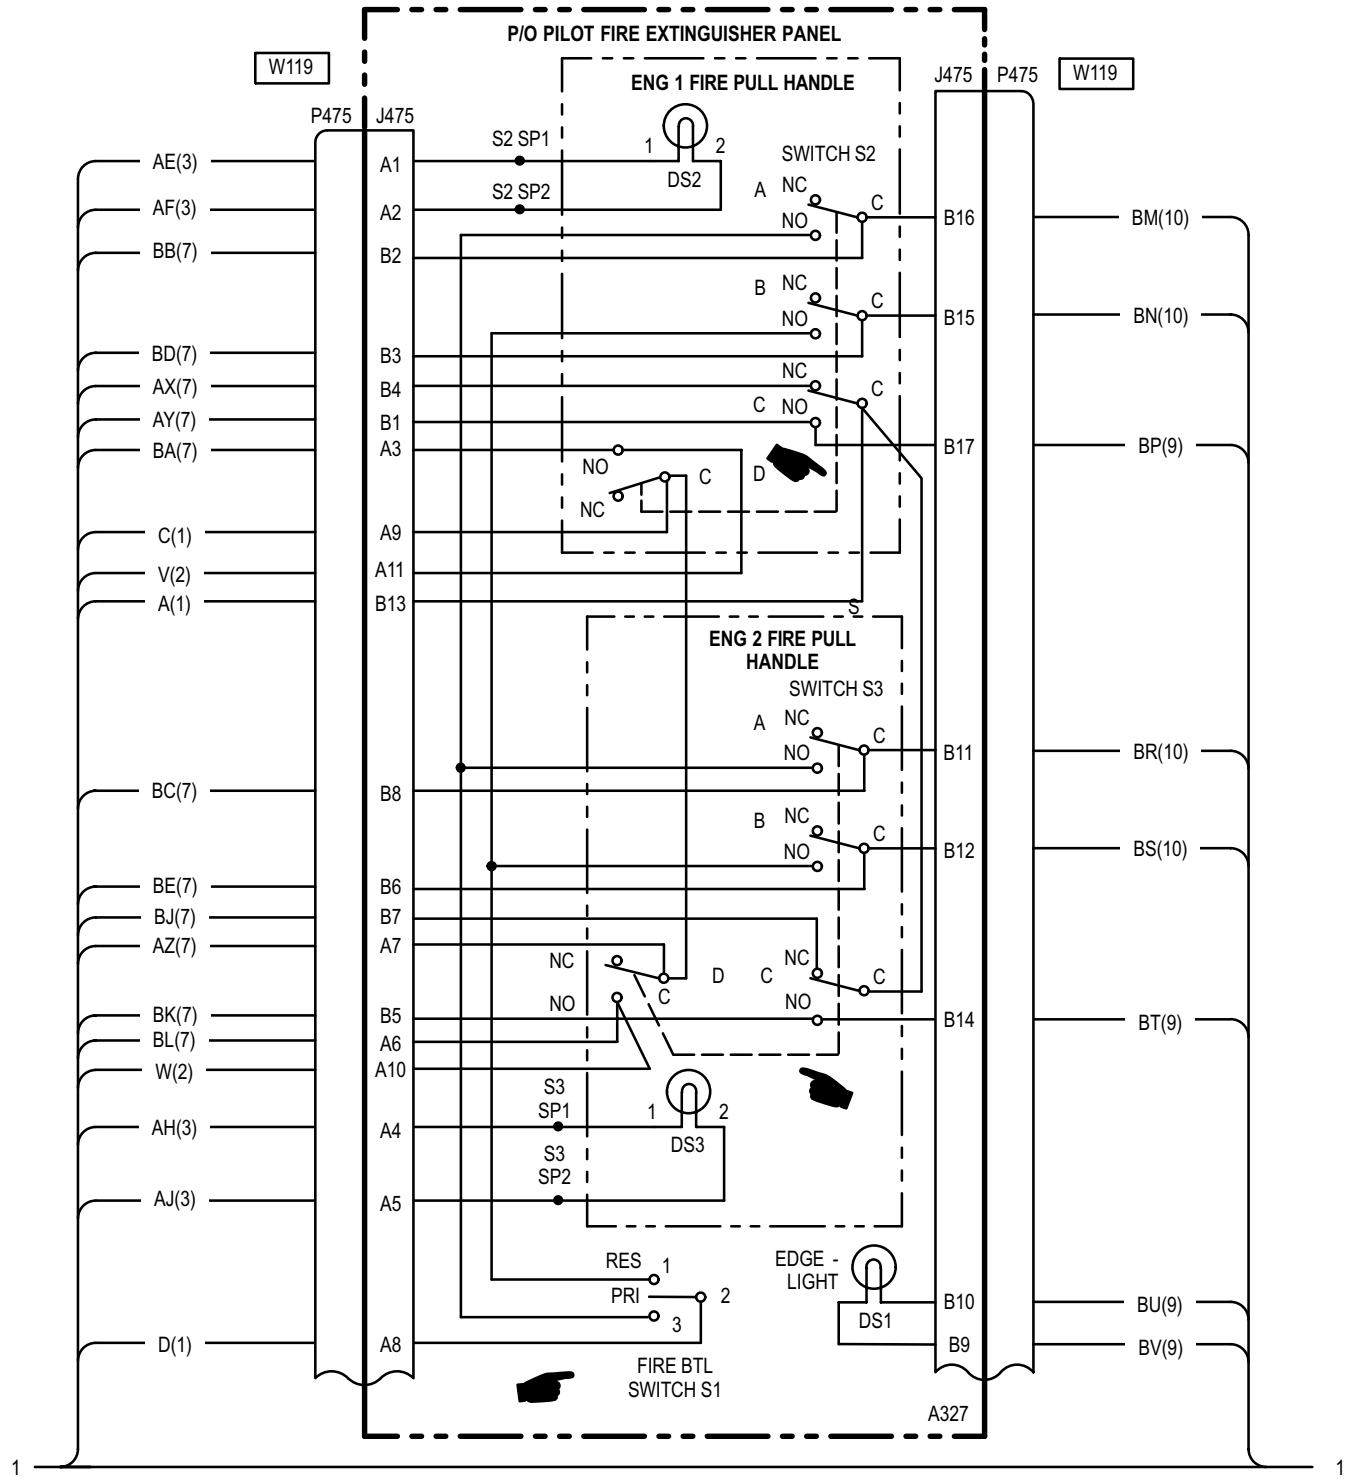 P/O PILOT FIRE EXTINGUISHER PANEL
W119
J475 P475
W119
ENG 1 FIRE PULL HANDLE
P475 J475
S2 SP1
1 2
SWITCH S2
AE(3)
A1
DS2
A NC
C
S2 SP2
AF(3)
A2
NO
B16
BM(10)
BB(7)
B2
B NC
C
NO
B15
BN(10)
BD(7)
B3
NC
C
AX(7)
B4
C NO
AY(7)
B1
BA(7)
A3
B17
BP(9)
NO
C
D
NC
C(1)
A9
V(2)
A11
A(1)
B13
S
ENG 2 FIRE PULL
HANDLE
SWITCH S3
A NC
C
NO
B11
BR(10)
BC(7)
B8
B NC
C
NO
B12
BS(10)
BE(7)
B6
BJ(7)
B7
AZ(7)
A7
NC
C
D
C
NC
C
NO
NO
BK(7)
B5
B14
BT(9)
BL(7)
A6
W(2)
A10
S3
SP1
1 2
AH(3)
A4
DS3
S3
SP2
AJ(3)
A5
RES 1
EDGE -
LIGHT
PRI 2
B10
BU(9)
3
DS1
D(1)
A8
B9
BV(9)
FIRE BTL
SWITCH S1
A327
1
1